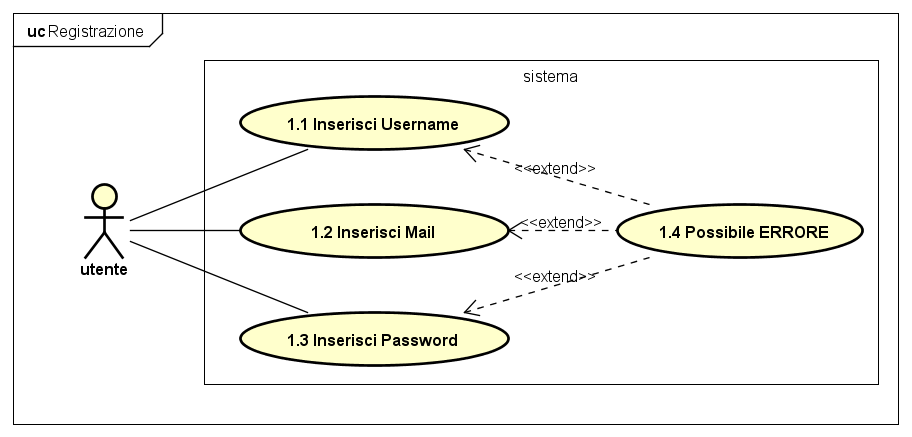 uc Registrazione
sistema
1.1 Inserisci Username
<<extend>>
1.2 Inserisci Mail
<<extend>>
1.4 Possibile ERRORE
utente
<<extend>>
1.3 Inserisci Password